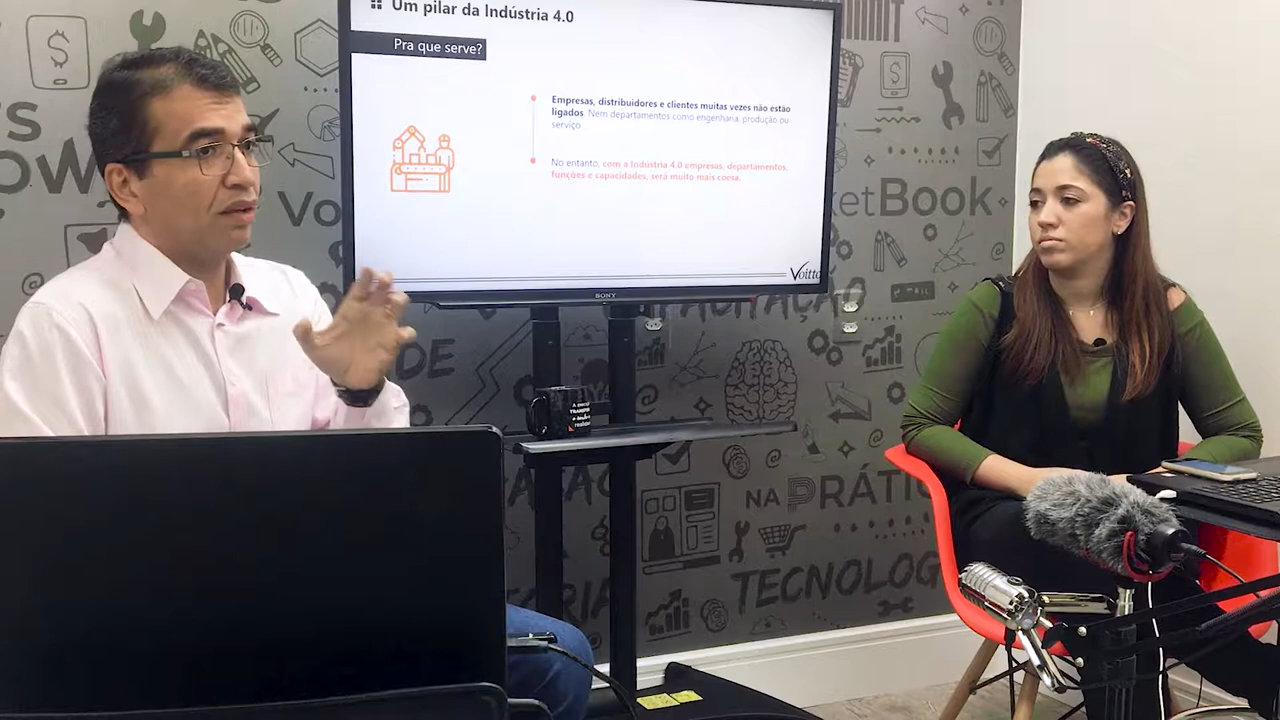 Um pilar da Indústria 4.0
Pra que serve?
Empresas, distribuidores e clientes muitas vezes não estão
ligados. Nem departamentos como engenharia, produção ou
serviço
No entanto, com a Indústria 4.0 empresas, departamentos,
funções e capacidades, será muito mais coesa.
Voitto
SONY
Vo
etBook
DE
NA PRÁTIC
TECNOLOG